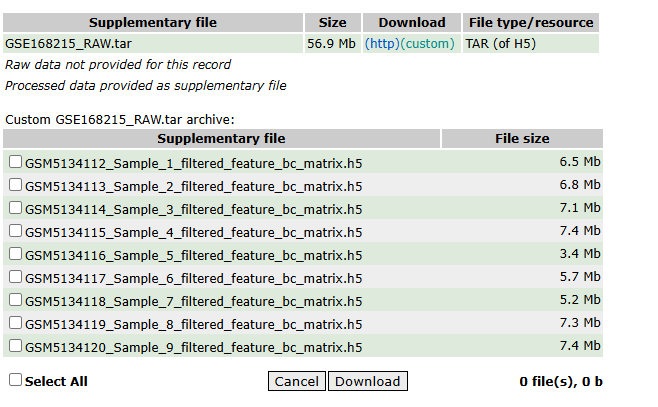 Supplementary file Size Download File type/resource
GSE168215_RAW.tar 56.9 Mb (http)(custom) TAR (of H5)
Raw data not provided for this record
Processed data provided as supplementary file
Custom GSE168215_RAW.tar archive:
Supplementary file File size
GSM5134112_Sample_1_filtered_feature_bc_matrix.h5 6.5 Mb
GSM5134113_Sample_2_filtered_feature_bc_matrix.h5 6.8 Mb
GSM5134114_Sample_3_filtered_feature_bc_matrix.h5 7.1 Mb
GSM5134115_Sample_4_filtered_feature_bc_matrix.h5 7.4 Mb
GSM5134116_Sample_5_filtered_feature_bc_matrix.h5 3.4 Mb
GSM5134117_Sample_6_filtered_feature_bc_matrix.h5 5.7 Mb
GSM5134118_Sample_7_filtered_feature_bc_matrix.h5 5.2 Mb
GSM5134119_Sample_8_filtered_feature_bc_matrix.h5 7.3 Mb
GSM5134120_Sample_9_filtered_feature_bc_matrix.h5 7.4 Mb
Select All Cancel Download 0 file(s), 0 b